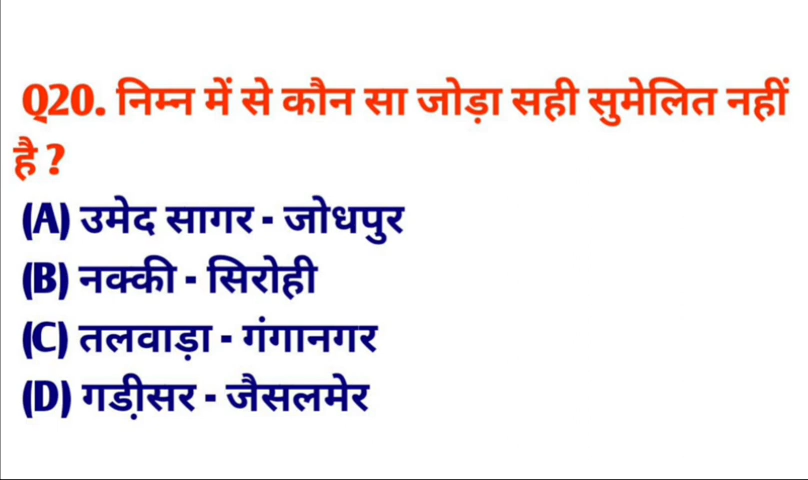 Q20. निम्न में से कौन सा जोड़ा सही सुमेलित नहीं
है ?
(A) उमेद सागर - जोधपुर
(B) नक्की - सिरोही
(C) तलवाड़ा - गंगानगर
(D) गडी़सर - जैसलमेर